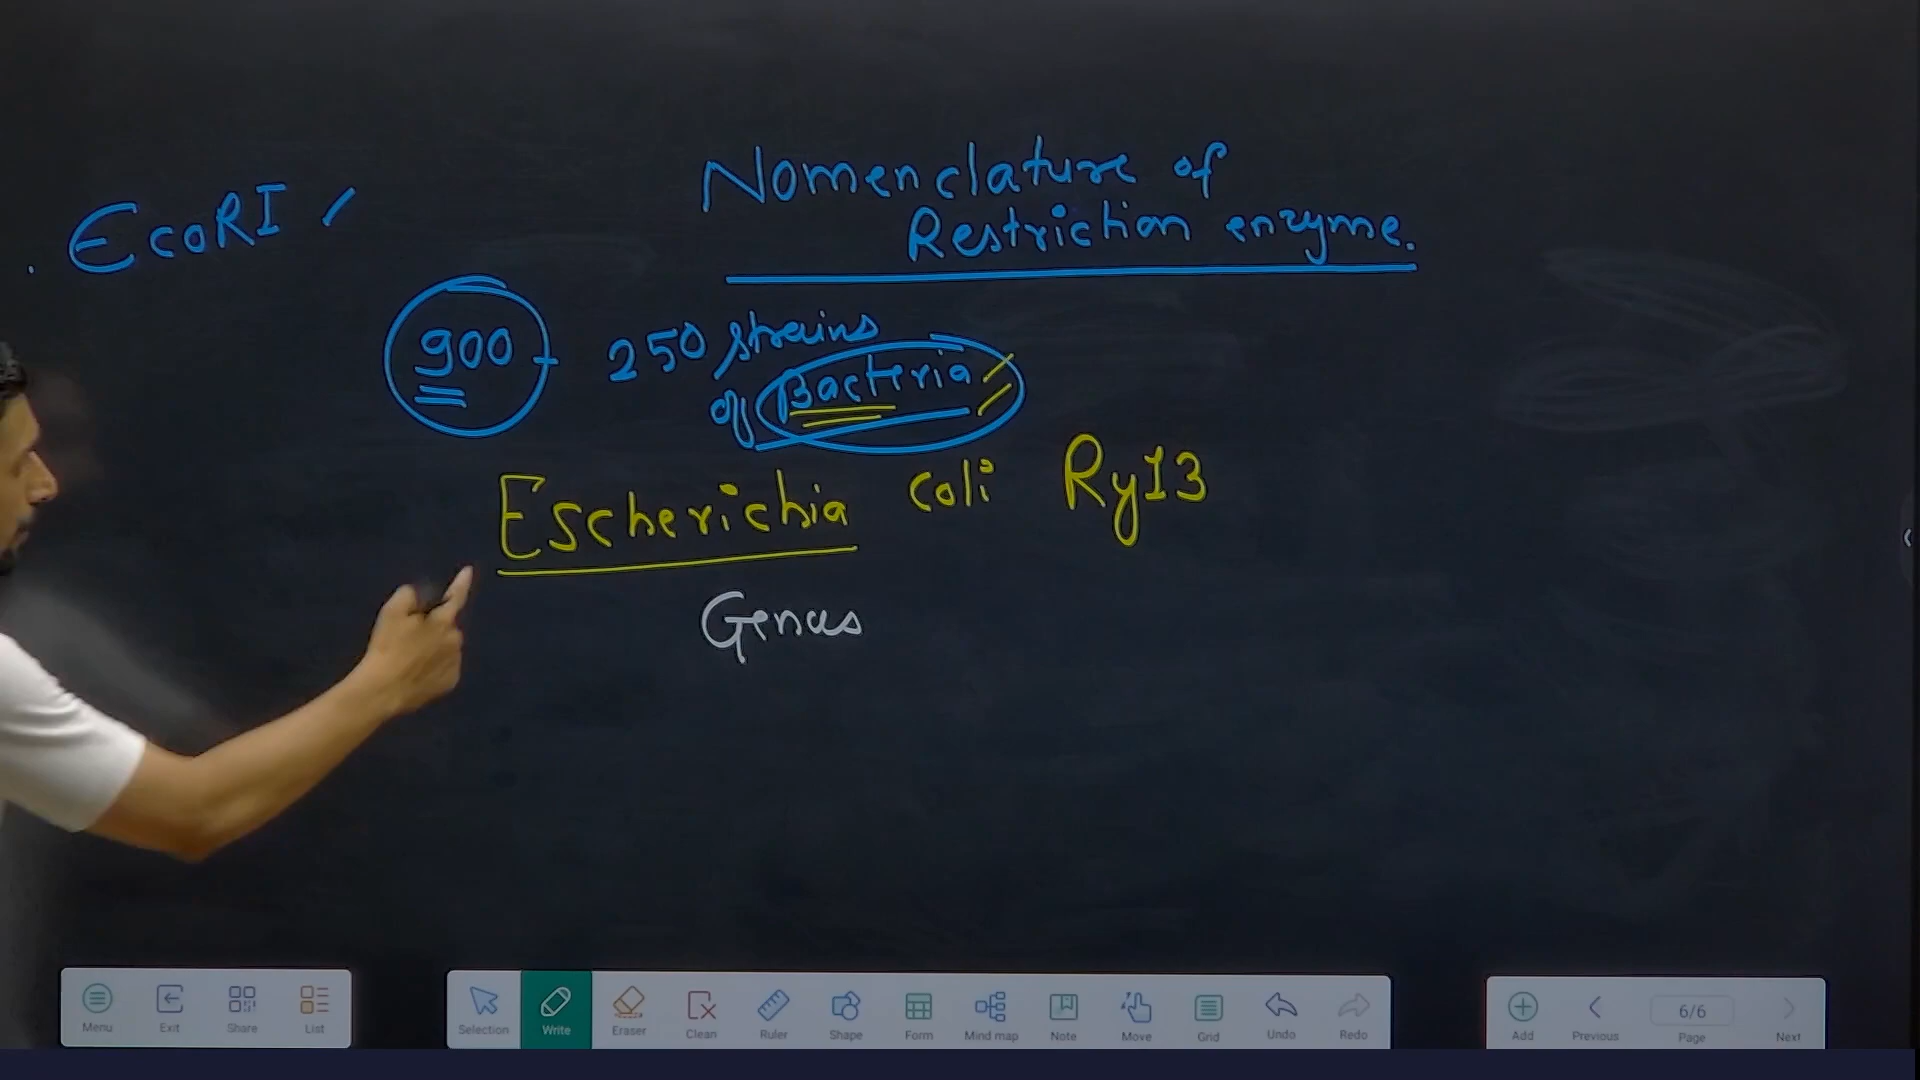 Nomenclature of
Restriction enzyme.
EcoRI
900 - 250 strains
of Bacteria
Escherichia coli Ry13
Genus
Menu Exit Share List
Selection Write Eraser Clean Ruler Shape Form Mind map Note Move Grid Undo Redo
Add Previous 6/6 Page Next